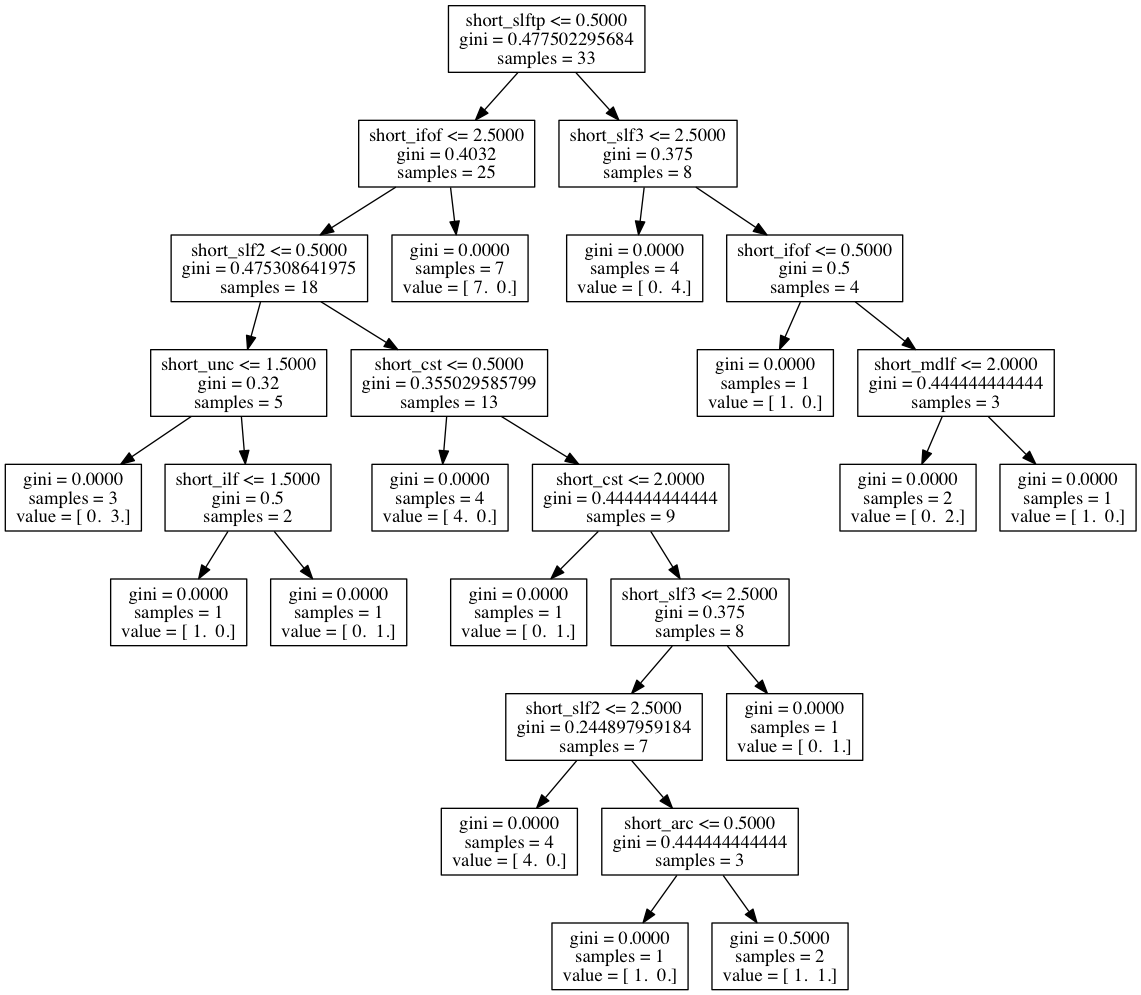 short_slftp <= 0.5000
gini = 0.477502295684
samples = 33
short_ifof <= 2.5000
gini = 0.4032
samples = 25
short_slf3 <= 2.5000
gini = 0.375
samples = 8
short_slf2 <= 0.5000
gini = 0.475308641975
samples = 18
gini = 0.0000
samples = 7
value = [ 7.  0.]
gini = 0.0000
samples = 4
value = [ 0.  4.]
short_ifof <= 0.5000
gini = 0.5
samples = 4
short_unc <= 1.5000
gini = 0.32
samples = 5
short_cst <= 0.5000
gini = 0.355029585799
samples = 13
gini = 0.0000
samples = 1
value = [ 1.  0.]
short_mdlf <= 2.0000
gini = 0.444444444444
samples = 3
gini = 0.0000
samples = 3
value = [ 0.  3.]
short_ilf <= 1.5000
gini = 0.5
samples = 2
gini = 0.0000
samples = 4
value = [ 4.  0.]
short_cst <= 2.0000
gini = 0.444444444444
samples = 9
gini = 0.0000
samples = 2
value = [ 0.  2.]
gini = 0.0000
samples = 1
value = [ 1.  0.]
gini = 0.0000
samples = 1
value = [ 1.  0.]
gini = 0.0000
samples = 1
value = [ 0.  1.]
gini = 0.0000
samples = 1
value = [ 0.  1.]
short_slf3 <= 2.5000
gini = 0.375
samples = 8
short_slf2 <= 2.5000
gini = 0.244897959184
samples = 7
gini = 0.0000
samples = 1
value = [ 0.  1.]
gini = 0.0000
samples = 4
value = [ 4.  0.]
short_arc <= 0.5000
gini = 0.444444444444
samples = 3
gini = 0.0000
samples = 1
value = [ 1.  0.]
gini = 0.5000
samples = 2
value = [ 1.  1.]